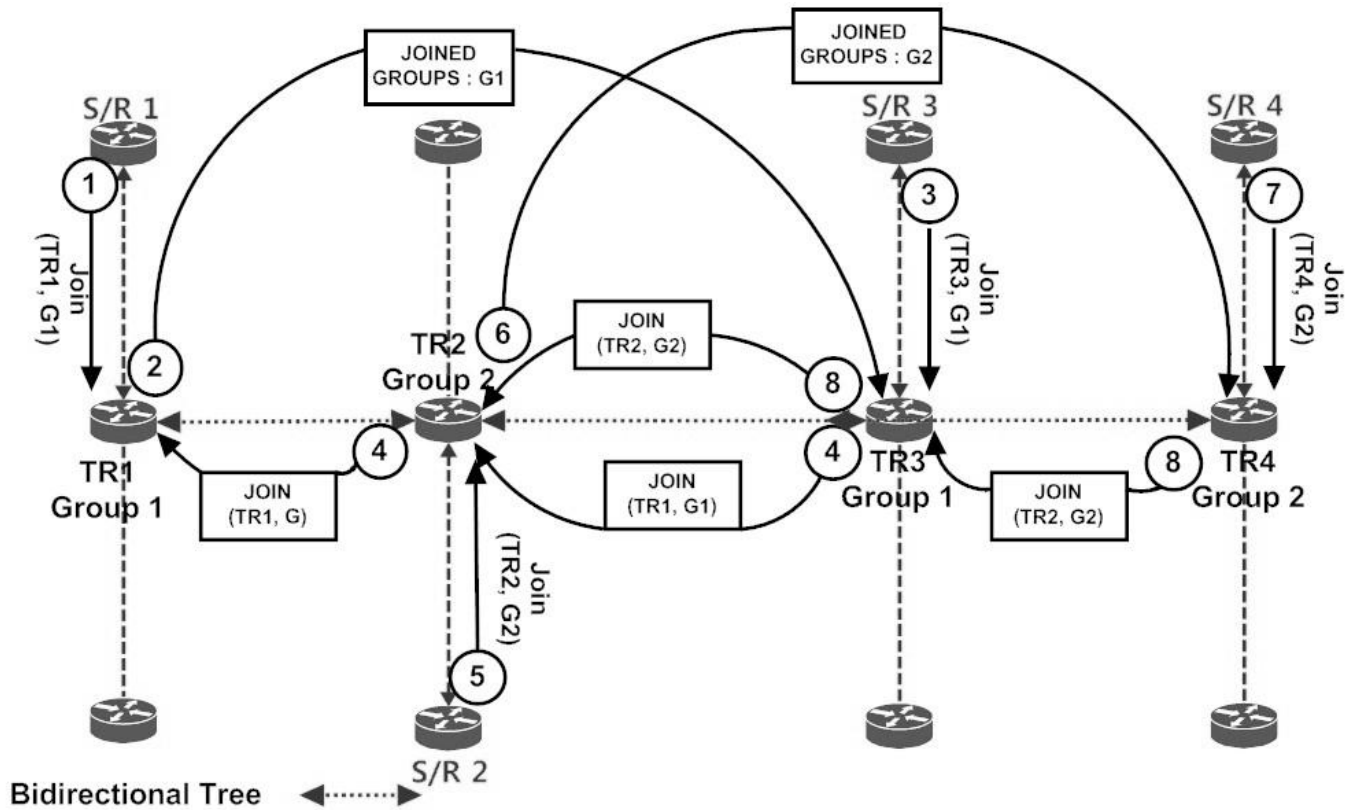 JOINED
GROUPS : G1
JOINED
GROUPS : G2
S/R 1
S/R 3
S/R 4
1
3
7
Join
(TR1, G1)
Join
(TR3, G1)
Join
(TR4, G2)
2
6
TR2
Group 2
JOIN
(TR2, G2)
8
4
4
TR1
Group 1
JOIN
(TR1, G)
JOIN
(TR1, G1)
TR3
Group 1
8
JOIN
(TR2, G2)
TR4
Group 2
Join
(TR2, G2)
5
S/R 2
Bidirectional Tree